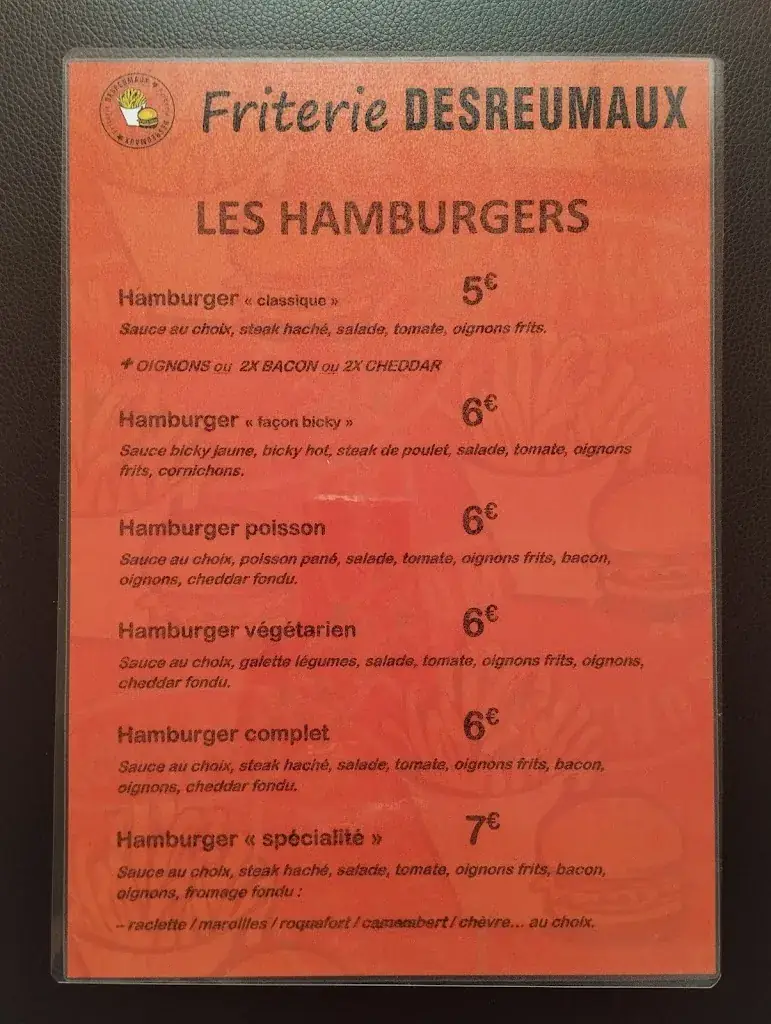 Friterie DESREUMAUX
LES HAMBURGERS
Hamburger « classique » 5€
Sauce au choix, steak haché, salade, tomate, oignons frits.
+ OIGNONS ou 2X BACON ou 2X CHEDDAR
Hamburger « façon bicky » 6€
Sauce bicky jaune, bicky hot, steak de poulet, salade, tomate, oignons
frits, cornichons.
Hamburger poisson 6€
Sauce au choix, poisson pané, salade, tomate, oignons frits, bacon,
oignons, cheddar fondu.
Hamburger végétarien 6€
Sauce au choix, galette légumes, salade, tomate, oignons frits, oignons,
cheddar fondu.
Hamburger complet 6€
Sauce au choix, steak haché, salade, tomate, oignons frits, bacon,
oignons, cheddar fondu.
Hamburger « spécialité » 7€
Sauce au choix, steak haché, salade, tomate, oignons frits, bacon,
oignons, fromage fondu :
– raclette / maroilles / roquefort / camembert / chèvre... au choix.